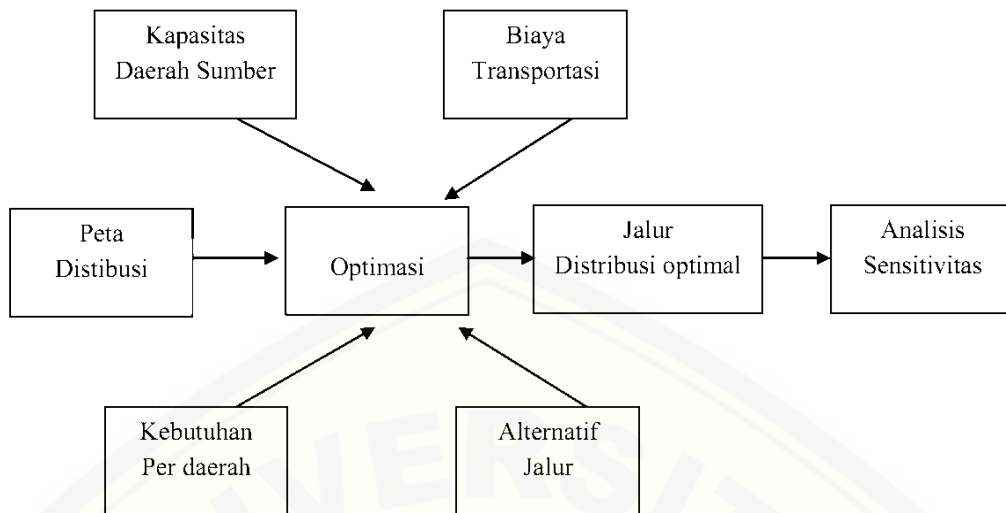 Kapasitas
Daerah Sumber
Biaya
Transportasi
Peta
Distibusi
Optimasi
Jalur
Distribusi optimal
Analisis
Sensitivitas
Kebutuhan
Per daerah
Alternatif
Jalur